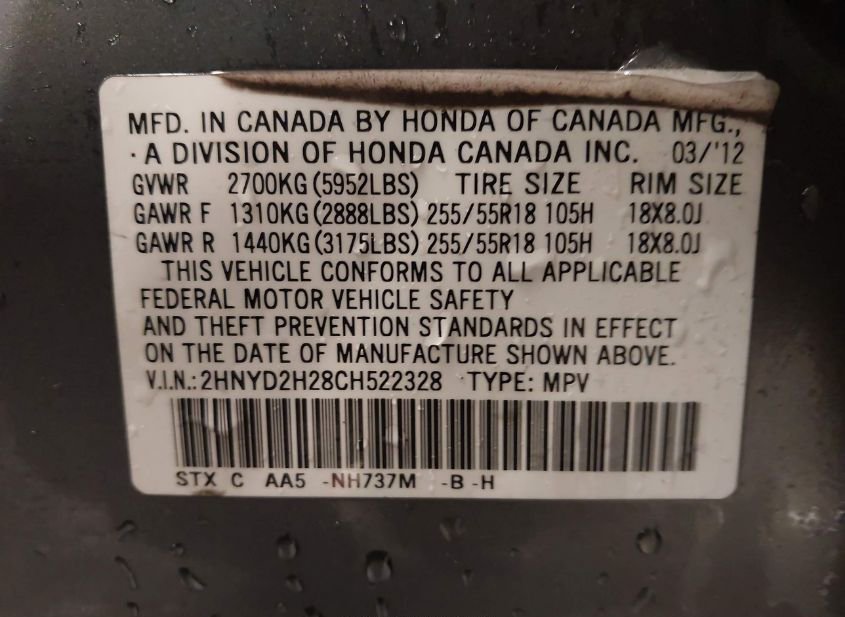 MFD. IN CANADA BY HONDA OF CANADA MFG.,
·A DIVISION OF HONDA CANADA INC. 03/'12
GVWR 2700KG(5952LBS) TIRE SIZE RIM SIZE
GAWR F 1310KG(2888LBS) 255/55R18 105H 18X8.0J
GAWR R 1440KG(3175LBS) 255/55R18 105H 18X8.0J
THIS VEHICLE CONFORMS TO ALL APPLICABLE
FEDERAL MOTOR VEHICLE SAFETY
AND THEFT PREVENTION STANDARDS IN EFFECT
ON THE DATE OF MANUFACTURE SHOWN ABOVE.
V.I.N.:2HNYD2H28CH522328 TYPE: MPV
STX C AA5 -NH737M -B -H